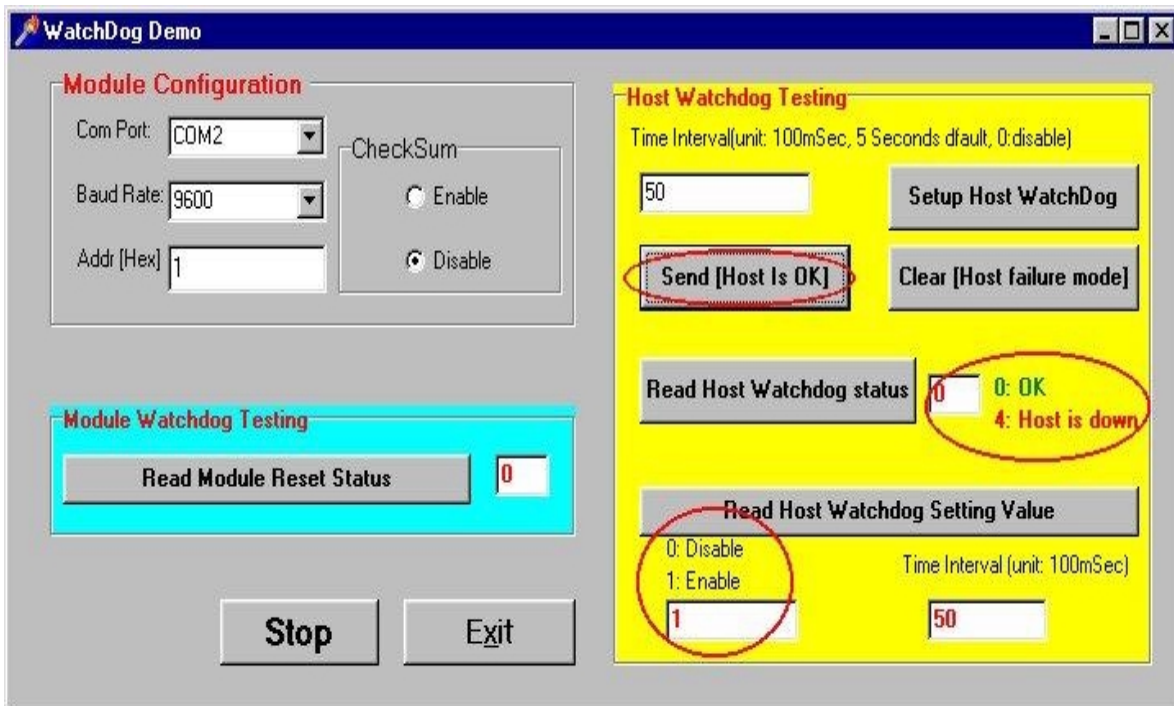 WatchDog Demo
Module Configuration
Com Port:
COM2
Baud Rate:
9600
Addr [Hex]
1
CheckSum
Enable
Disable
Module Watchdog Testing
Read Module Reset Status
0
Stop
Exit
Host Watchdog Testing
Time Interval(unit: 100mSec, 5 Seconds dfault, 0:disable)
50
Setup Host WatchDog
Send [Host Is OK]
Clear [Host failure mode]
Read Host Watchdog status
0
0: OK
4: Host is down
Read Host Watchdog Setting Value
0: Disable
1: Enable
1
Time Interval (unit: 100mSec)
50